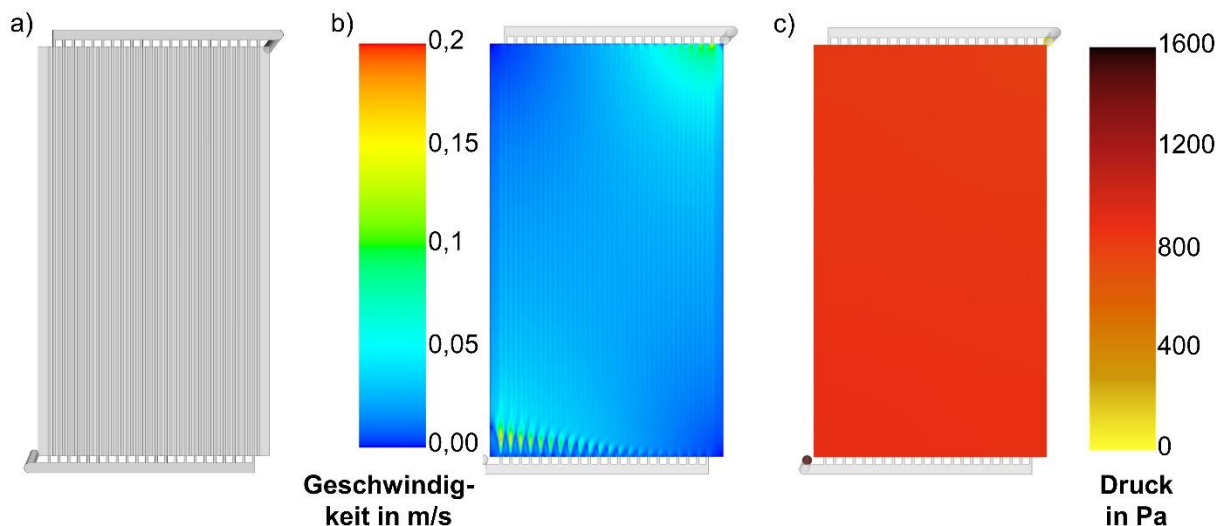 a)
b)
c)
0,2
0,15
0,1
0,05
0,00
Geschwindig-
keit in m/s
1600
1200
800
400
0
Druck
in Pa